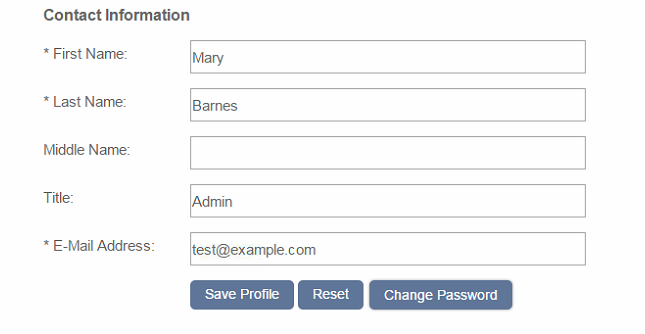 Contact Information
* First Name: Mary
* Last Name: Barnes
Middle Name:
Title: Admin
* E-Mail Address: test@example.com
Save Profile Reset Change Password